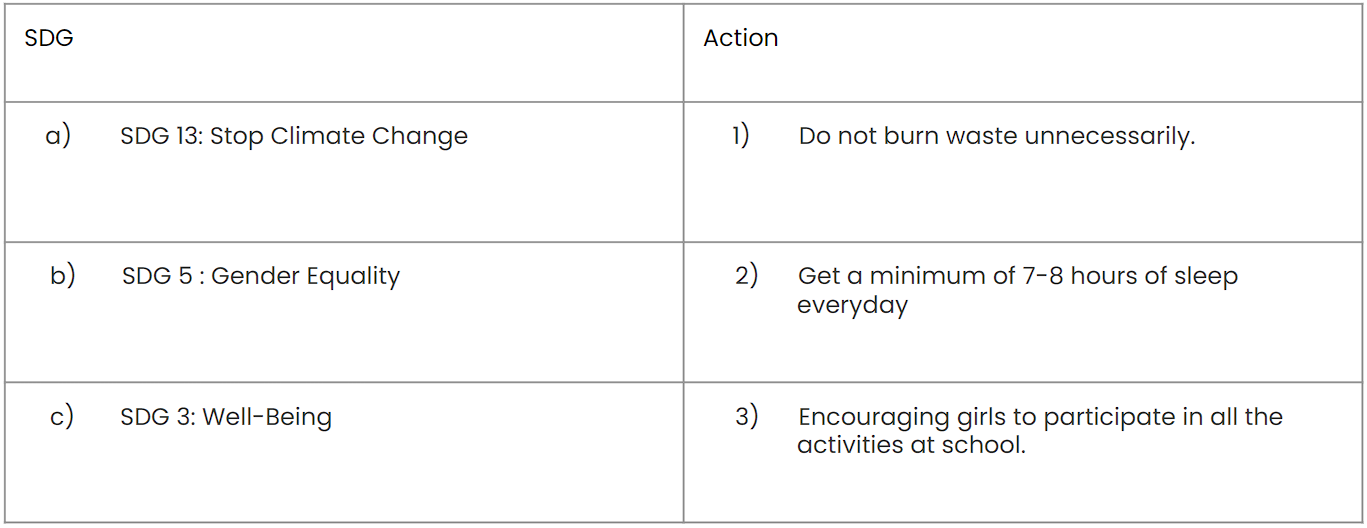 SDG
Action
a) SDG 13: Stop Climate Change
1) Do not burn waste unnecessarily.
b) SDG 5 : Gender Equality
2) Get a minimum of 7-8 hours of sleep
everyday
c) SDG 3: Well-Being
3) Encouraging girls to participate in all the
activities at school.